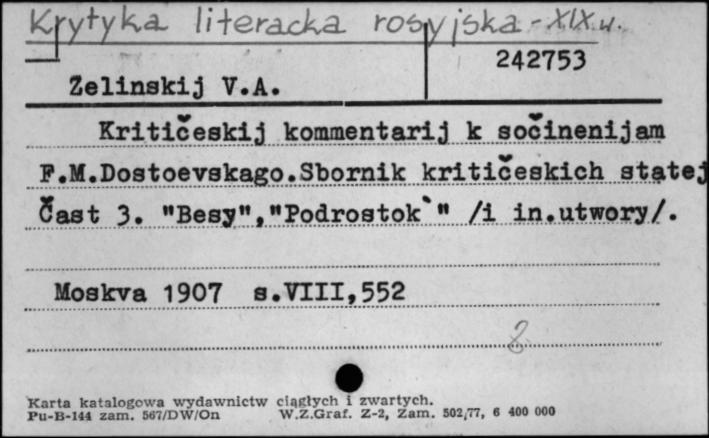 Krytyka literacka rosyjska - XIX w.
242753
Zelinskij V.A.
Kritičeskij kommentarij k sočinenijam
F.M.Dostoevskago.Sbornik kritičeskich statej
Čast 3. "Besy","Podrostok`" /i in.utwory/.
Moskva 1907 s.VIII,552
8
Karta katalogowa wydawnictw ciągłych i zwartych.
Pu-B-144 zam. 567/DW/On W.Z.Graf. Z-2, Zam. 502/77, 6 400 000